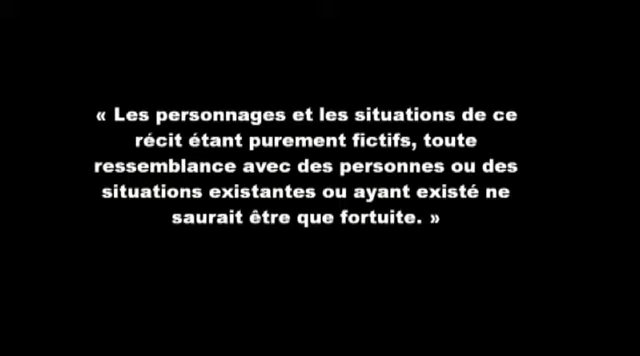 « Les personnages et les situations de ce
récit étant purement fictifs, toute
ressemblance avec des personnes ou des
situations existantes ou ayant existé ne
saurait être que fortuite. »